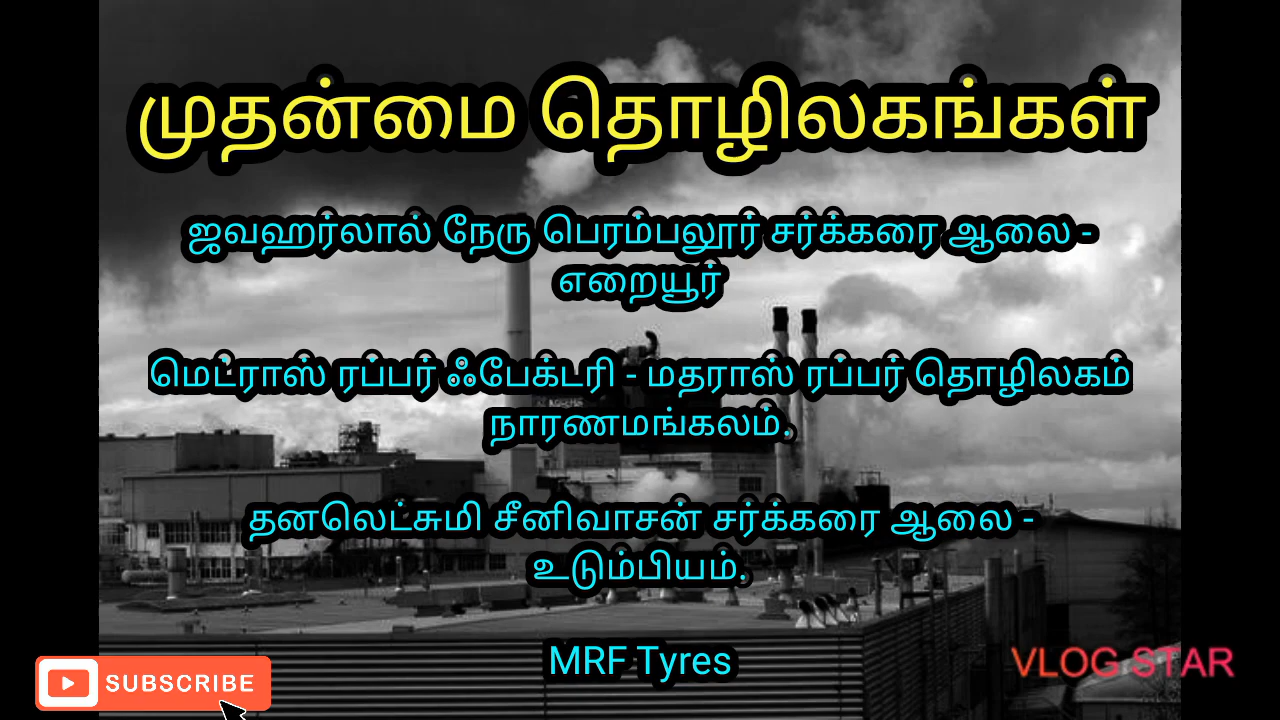 முதன்மை தொழிலகங்கள்
ஜவஹர்லால் நேரு பெரம்பலூர் சர்க்கரை ஆலை -
எறையூர்
மெட்ராஸ் ரப்பர் ஃபேக்டரி - மதராஸ் ரப்பர் தொழிலகம்
நாரணமங்கலம்.
தனலெட்சுமி சீனிவாசன் சர்க்கரை ஆலை -
உடும்பியம்.
MRF Tyres
SUBSCRIBE
VLOG STAR